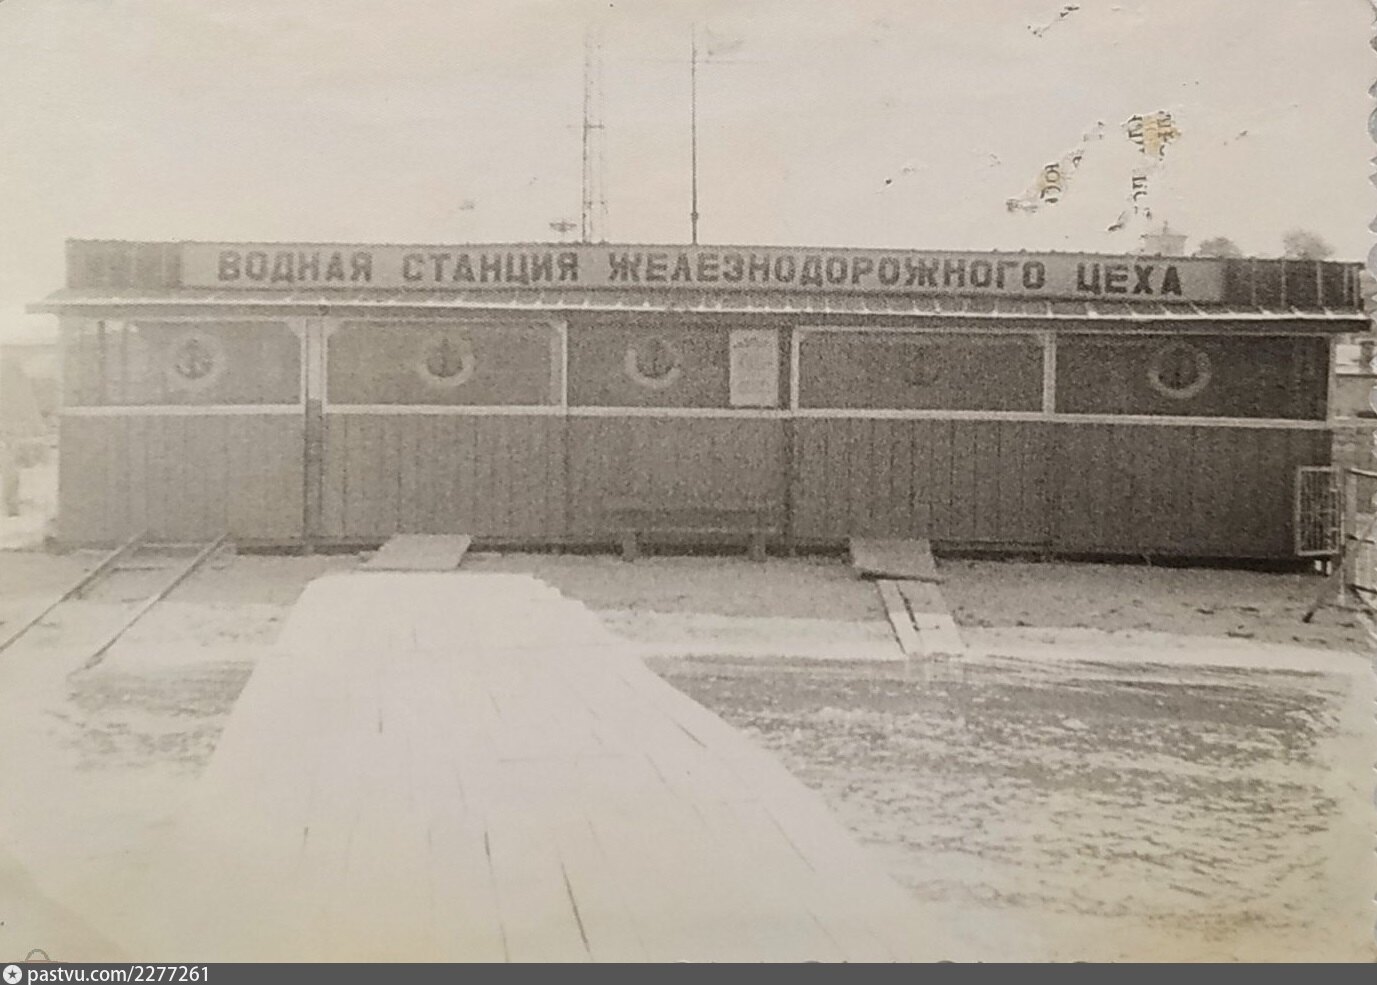 ВОДНАЯ СТАНЦИЯ ЖЕЛЕЗНОДОРОЖНОГО ЦЕХА
pastvu.com/2277261